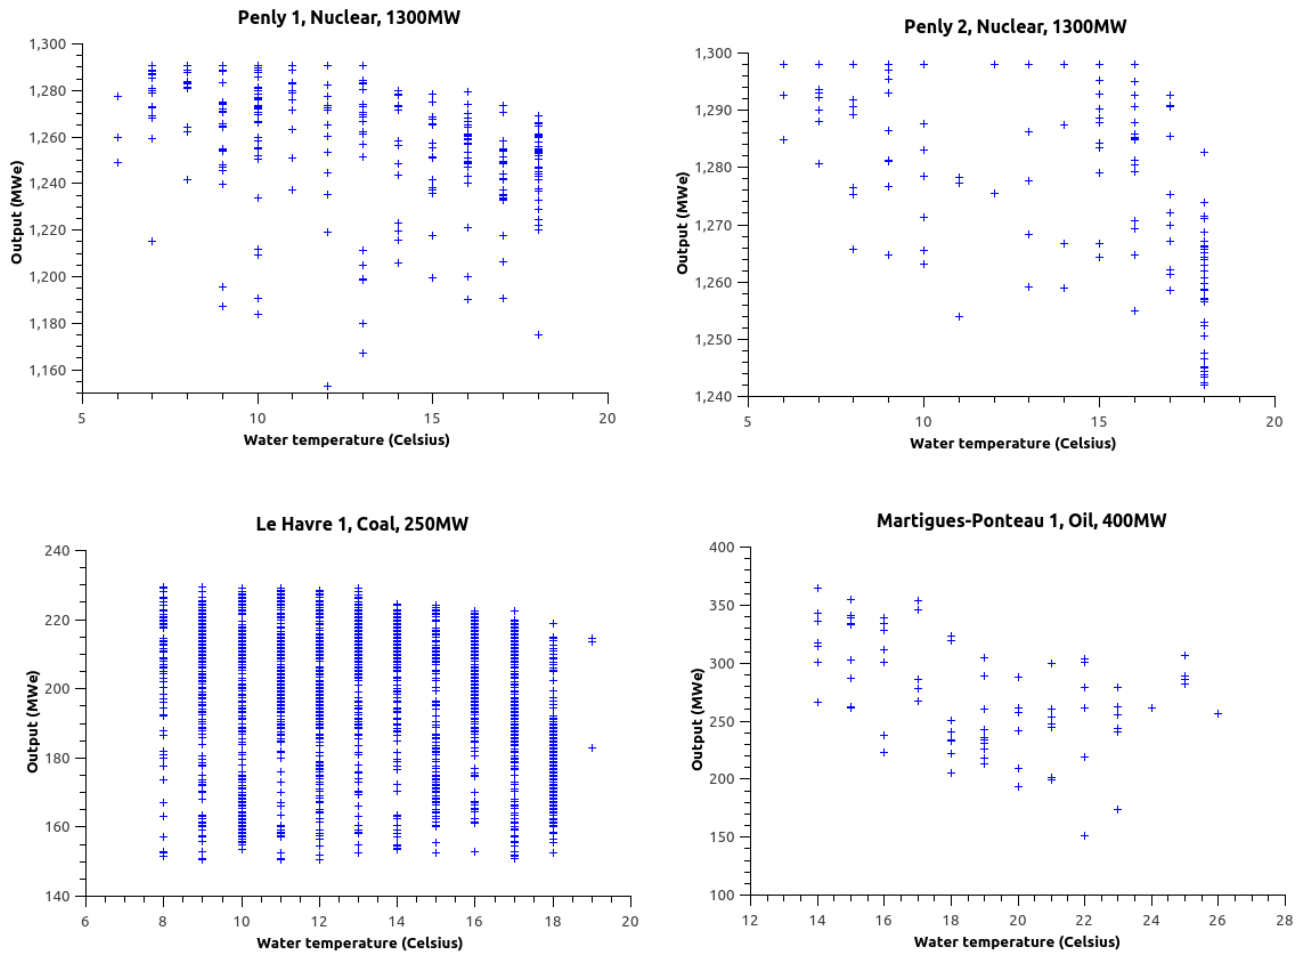 Penly 1, Nuclear, 1300MW
1,300
1,280
1,260
1,240
1,220
1,200
1,180
1,160
Output (MWe)
5 10 15 20
Water temperature (Celsius)
Penly 2, Nuclear, 1300MW
1,300
1,290
1,280
1,270
1,260
1,250
1,240
Output (MWe)
5 10 15 20
Water temperature (Celsius)
Le Havre 1, Coal, 250MW
240
220
200
180
160
140
Output (MWe)
6 8 10 12 14 16 18 20
Water temperature (Celsius)
Martigues-Ponteau 1, Oil, 400MW
400
350
300
250
200
150
100
Output (MWe)
12 14 16 18 20 22 24 26 28
Water temperature (Celsius)